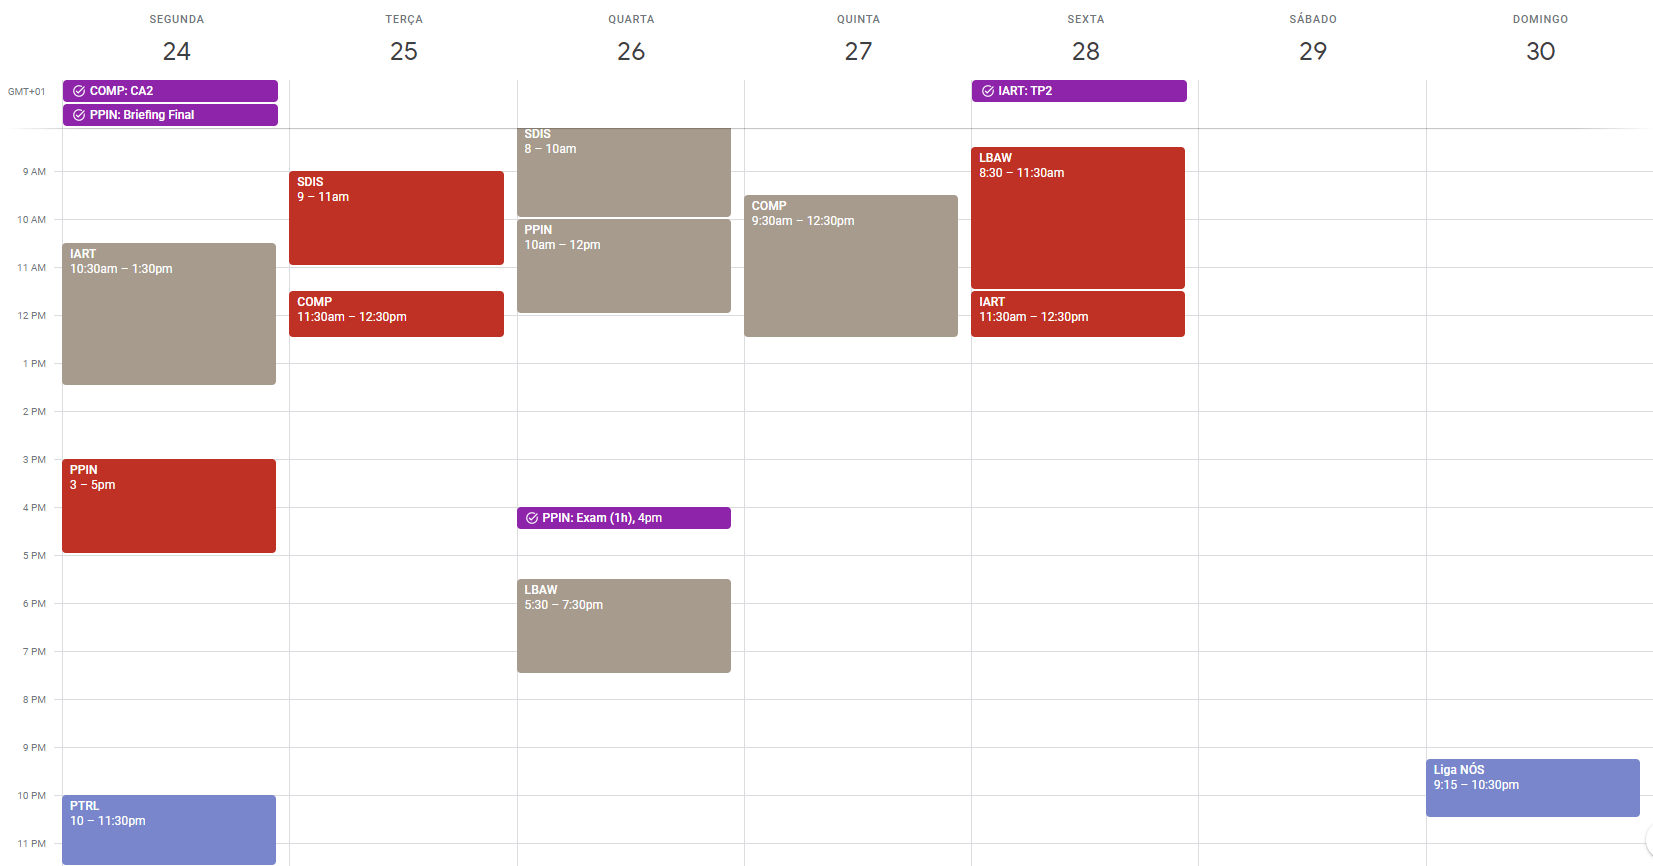 SEGUNDA
24
TERÇA
25
QUARTA
26
QUINTA
27
SEXTA
28
SÁBADO
29
DOMINGO
30
GMT+01
COMP: CA2
PPIN: Briefing Final
IART: TP2
9 AM
10 AM
11 AM
12 PM
1 PM
2 PM
3 PM
4 PM
5 PM
6 PM
7 PM
8 PM
9 PM
10 PM
11 PM
IART
10:30am – 1:30pm
PPIN
3 – 5pm
PTRL
10 – 11:30pm
SDIS
9 – 11am
COMP
11:30am – 12:30pm
SDIS
8 – 10am
PPIN
10am – 12pm
PPIN: Exam (1h), 4pm
LBAW
5:30 – 7:30pm
COMP
9:30am – 12:30pm
LBAW
8:30 – 11:30am
IART
11:30am – 12:30pm
Liga NÓS
9:15 – 10:30pm